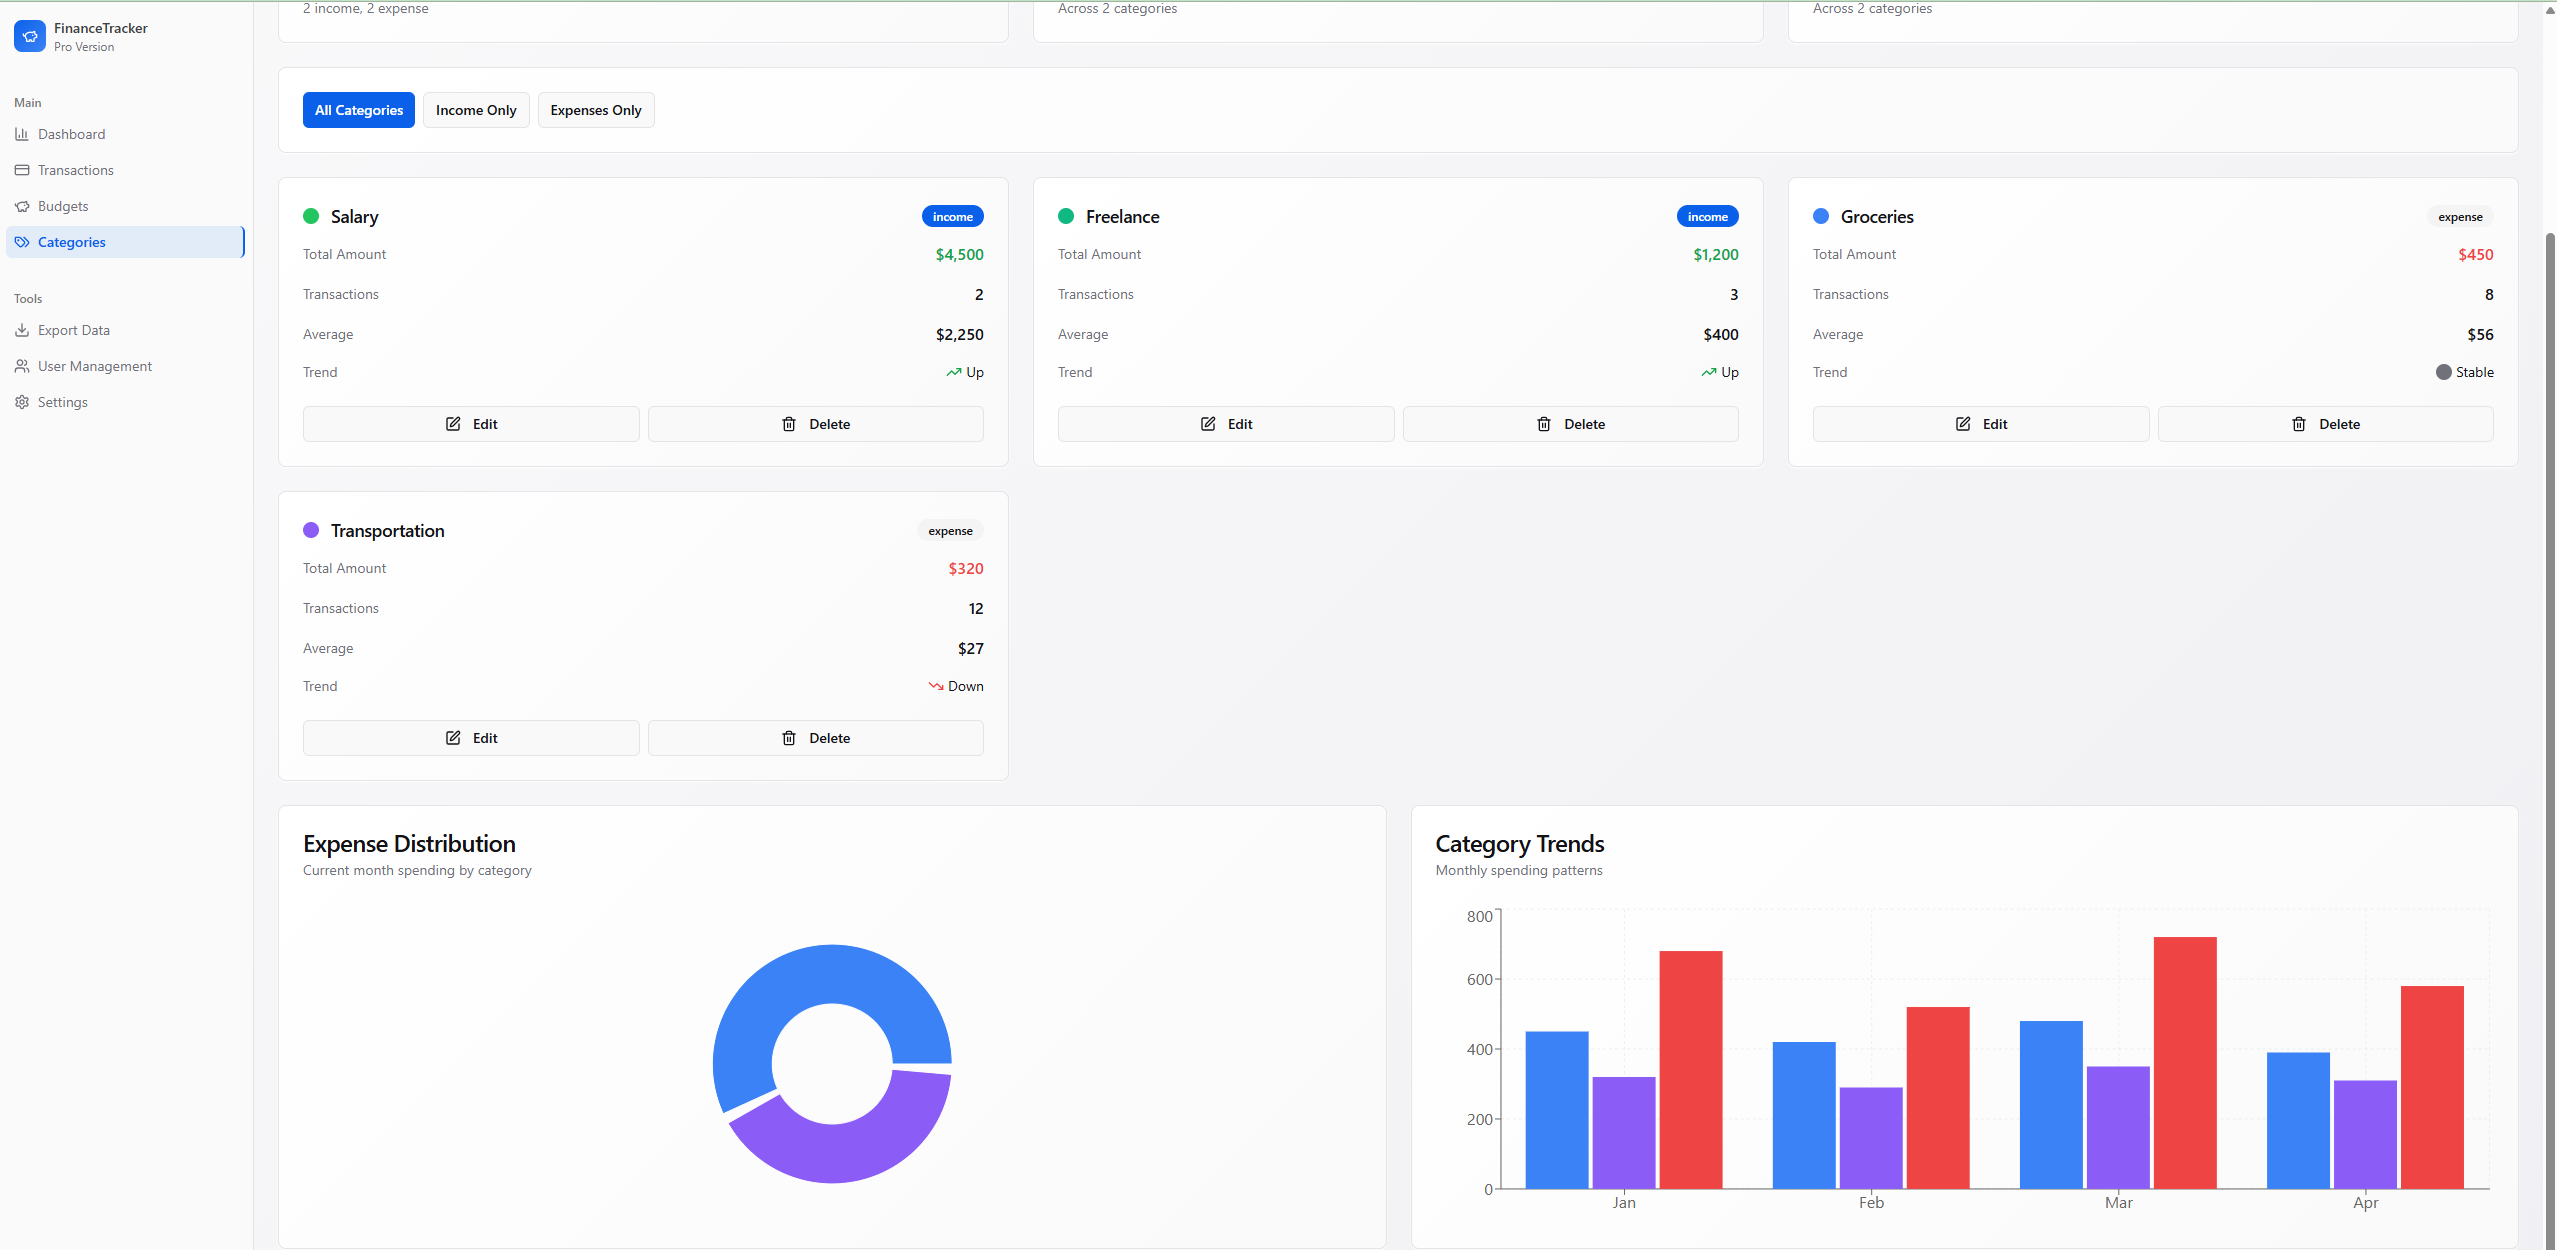 FinanceTracker
Pro Version
Main
Dashboard
Transactions
Budgets
Categories
Tools
Export Data
User Management
Settings
2 income, 2 expense
Across 2 categories
Across 2 categories
All Categories
Income Only
Expenses Only
Salary
income
Total Amount
$4,500
Transactions
2
Average
$2,250
Trend
Up
Edit
Delete
Freelance
income
Total Amount
$1,200
Transactions
3
Average
$400
Trend
Up
Edit
Delete
Groceries
expense
Total Amount
$450
Transactions
8
Average
$56
Trend
Stable
Edit
Delete
Transportation
expense
Total Amount
$320
Transactions
12
Average
$27
Trend
Down
Edit
Delete
Expense Distribution
Current month spending by category
Category Trends
Monthly spending patterns
800
600
400
200
0
Jan
Feb
Mar
Apr